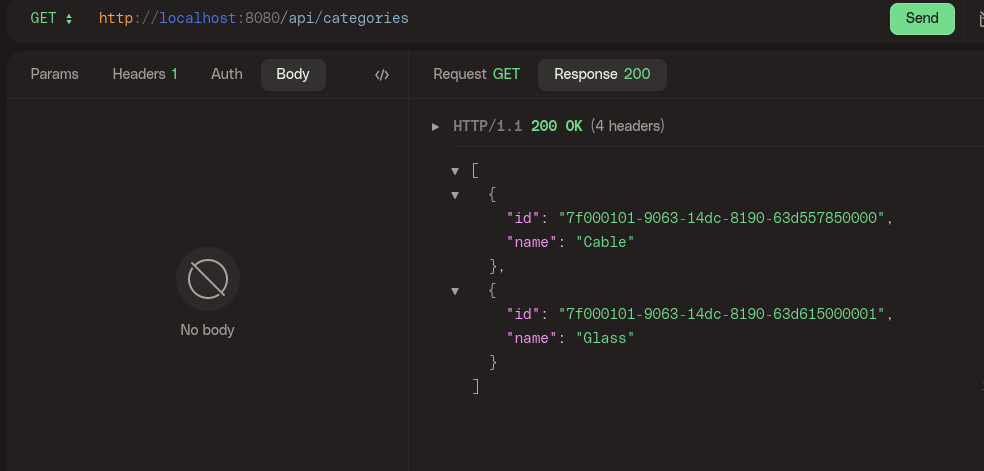 GET http://localhost:8080/api/categories Send
Params Headers 1 Auth Body </>
Request GET Response 200
HTTP/1.1 200 OK (4 headers)
[
{
"id": "7f000101-9063-14dc-8190-63d557850000",
"name": "Cable"
},
{
"id": "7f000101-9063-14dc-8190-63d615000001",
"name": "Glass"
}
]
No body